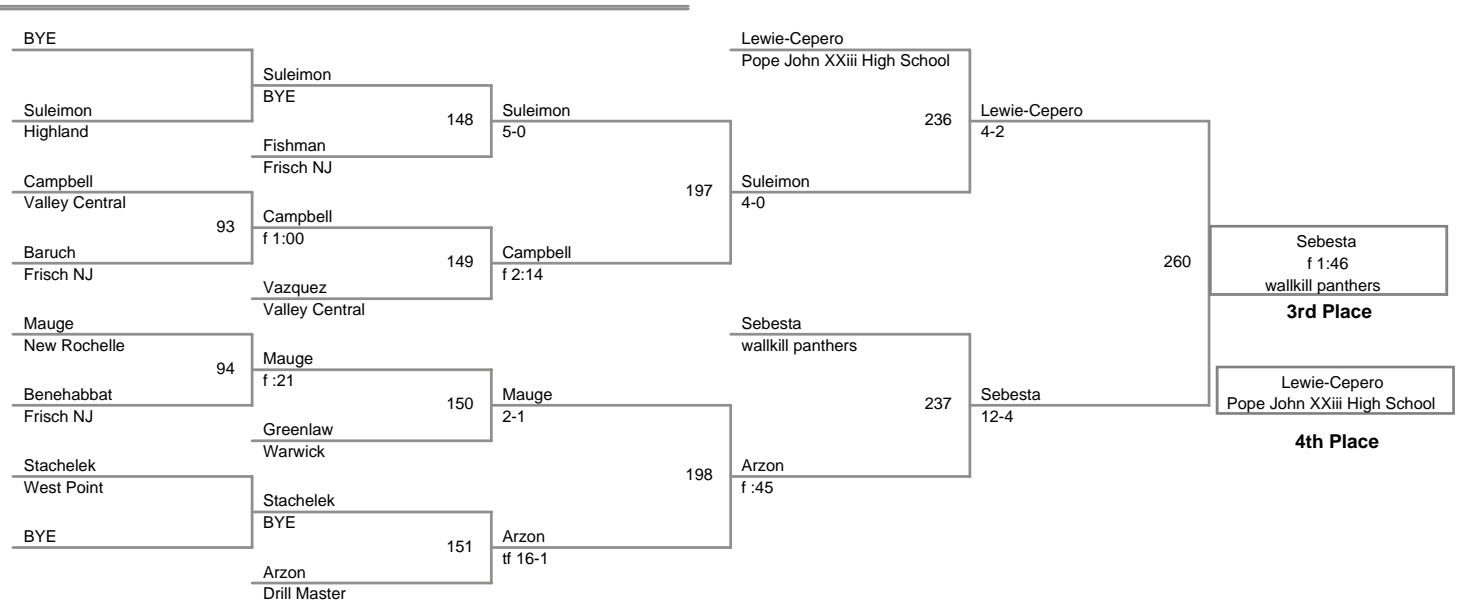 BYE
Suleimon
Highland
Campbell
Valley Central
93
Baruch
Frisch NJ
Mauge
New Rochelle
94
Benehabbat
Frisch NJ
Stachelek
West Point
BYE
Suleimon
BYE
148
Fishman
Frisch NJ
Campbell
f 1:00
149
Vazquez
Valley Central
Mauge
f :21
150
Greenlaw
Warwick
Stachelek
BYE
151
Arzon
Drill Master
Suleimon
5-0
197
Campbell
f 2:14
Mauge
2-1
198
Arzon
tf 16-1
Lewie-Cepero
Pope John XXiii High School
236
Suleimon
4-0
Sebesta
wallkill panthers
237
Arzon
f :45
Lewie-Cepero
4-2
260
Sebesta
12-4
Sebesta
f 1:46
wallkill panthers
3rd Place
Lewie-Cepero
Pope John XXiii High School
4th Place